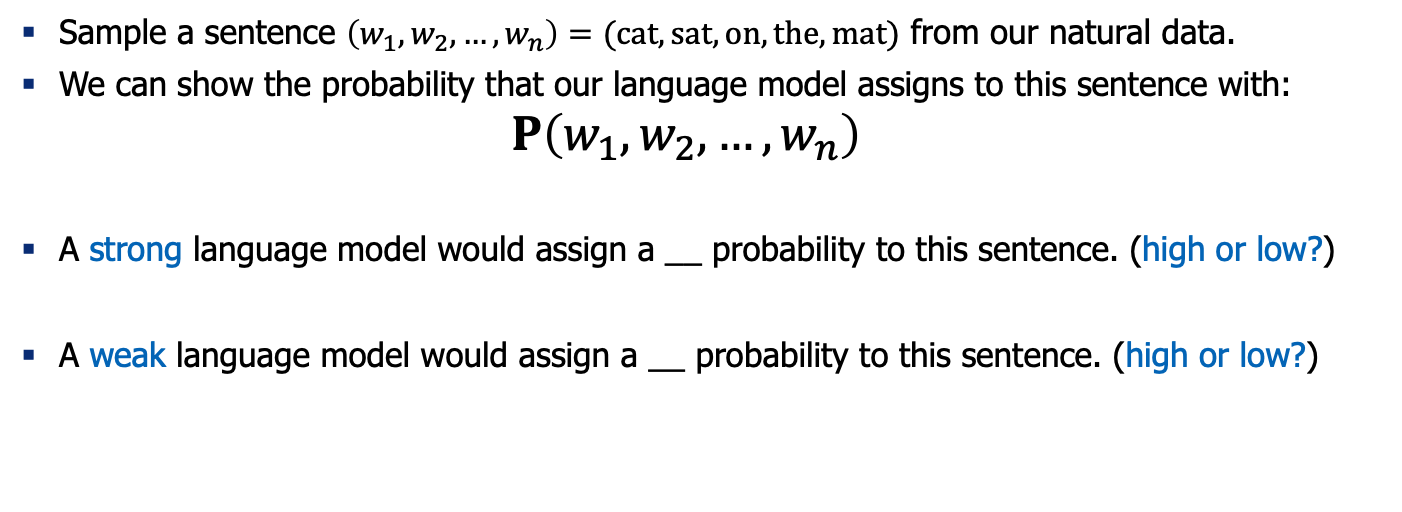 ▪ Sample a sentence (w₁, w₂, …, wₙ) = (cat, sat, on, the, mat) from our natural data.
▪ We can show the probability that our language model assigns to this sentence with:
P(w₁, w₂, …, wₙ)
▪ A strong language model would assign a __ probability to this sentence. (high or low?)
▪ A weak language model would assign a __ probability to this sentence. (high or low?)